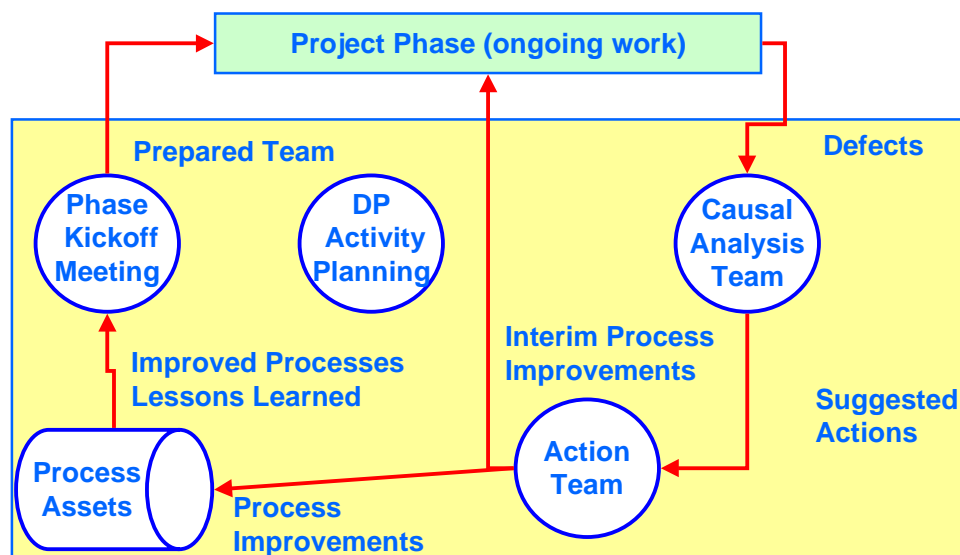 Project Phase (ongoing work)
Prepared Team
Defects
Phase
Kickoff
Meeting
DP
Activity
Planning
Causal
Analysis
Team
Interim Process
Improvements
Improved Processes
Lessons Learned
Suggested
Actions
Action
Team
Process
Assets
Process
Improvements